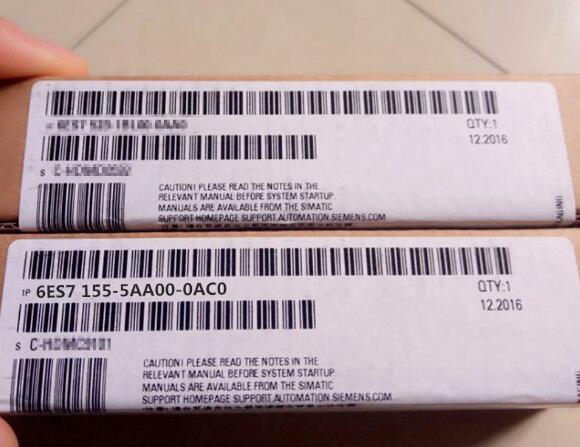 QTY:1
12.2016
S
CAUTION! PLEASE READ THE NOTES IN THE
RELEVANT MANUAL BEFORE SYSTEM STARTUP.
MANUALS ARE AVAILABLE FROM THE SIMATIC
SUPPORT HOMEPAGE SUPPORT.AUTOMATION.SIEMENS.COM
1P 6ES7 155-5AA00-0AC0
QTY:1
12.2016
S
CAUTION! PLEASE READ THE NOTES IN THE
RELEVANT MANUAL BEFORE SYSTEM STARTUP
MANUALS ARE AVAILABLE FROM THE SIMATIC
SUPPORT HOMEPAGE SUPPORT.AUTOMATION.SIEMENS.COM